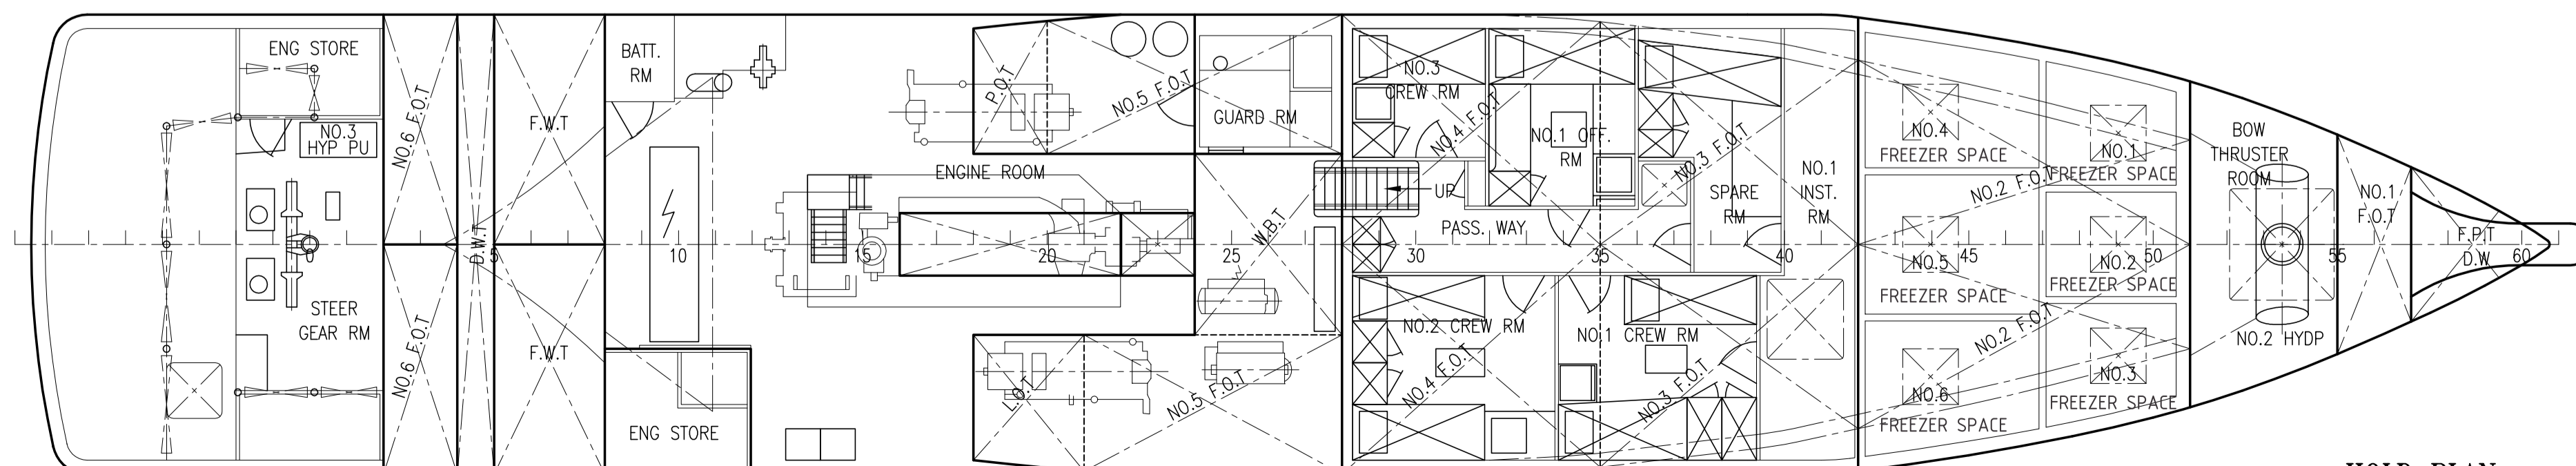 ENG STORE
NO.3
HYP PU
STEER
GEAR RM
NO.6 F.O.T
NO.6 F.O.T
D.W.T
F.W.T
F.W.T
BATT.
RM
ENG STORE
ENGINE ROOM
P.O.T
NO.5 F.O.T
L.O.T
NO.5 F.O.T
GUARD RM
W.B.T
UP
NO.3
CREW RM
NO.4 F.O.T
NO.1 OFF.
RM
NO.3 F.O.T
SPARE
RM
NO.1
INST.
RM
PASS. WAY
NO.2 CREW RM
NO.4 F.O.T
NO.1 CREW RM
NO.3 F.O.T
NO.4
FREEZER SPACE
NO.1
FREEZER SPACE
NO.2 F.O.T
NO.5
FREEZER SPACE
NO.2
FREEZER SPACE
NO.2 F.O.T
NO.6
FREEZER SPACE
NO.3
FREEZER SPACE
BOW
THRUSTER
ROOM
NO.2 HYDP
NO.1
F.O.T
F.P.T
D.W
0 5 10 15 20 25 30 35 40 45 50 55 60